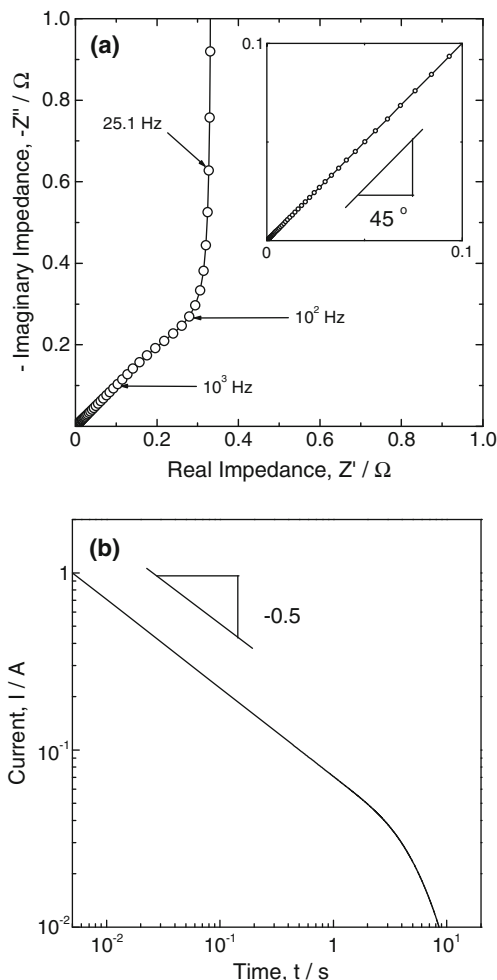 (a)
- Imaginary Impedance, -Z" / Ω
1.0
0.8
0.6
0.4
0.2
0
0.2
0.4
0.6
0.8
1.0
Real Impedance, Z' / Ω
25.1 Hz
10² Hz
10³ Hz
0.1
0
0.1
45 °
(b)
Current, I / A
1
10⁻¹
10⁻²
-0.5
10⁻²
10⁻¹
1
10¹
Time, t / s